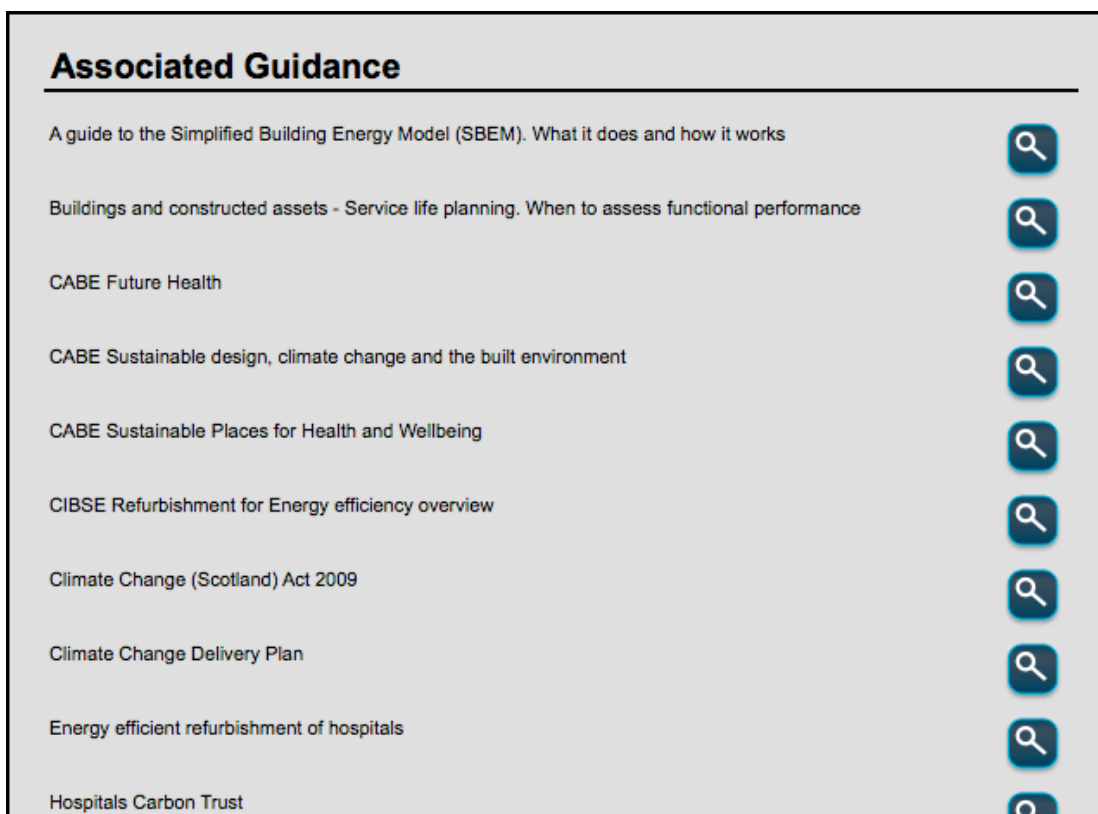 Associated Guidance
A guide to the Simplified Building Energy Model (SBEM). What it does and how it works
Buildings and constructed assets - Service life planning. When to assess functional performance
CABE Future Health
CABE Sustainable design, climate change and the built environment
CABE Sustainable Places for Health and Wellbeing
CIBSE Refurbishment for Energy efficiency overview
Climate Change (Scotland) Act 2009
Climate Change Delivery Plan
Energy efficient refurbishment of hospitals
Hospitals Carbon Trust